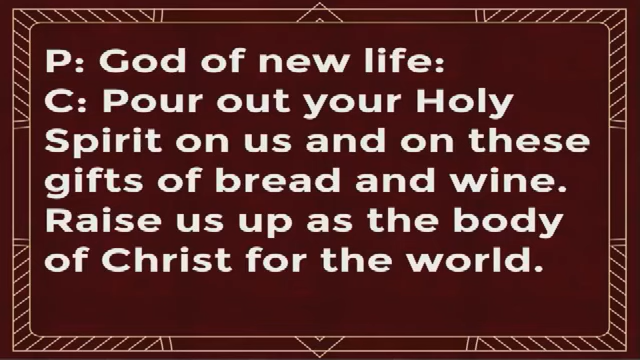 P: God of new life:
C: Pour out your Holy
Spirit on us and on these
gifts of bread and wine.
Raise us up as the body
of Christ for the world.